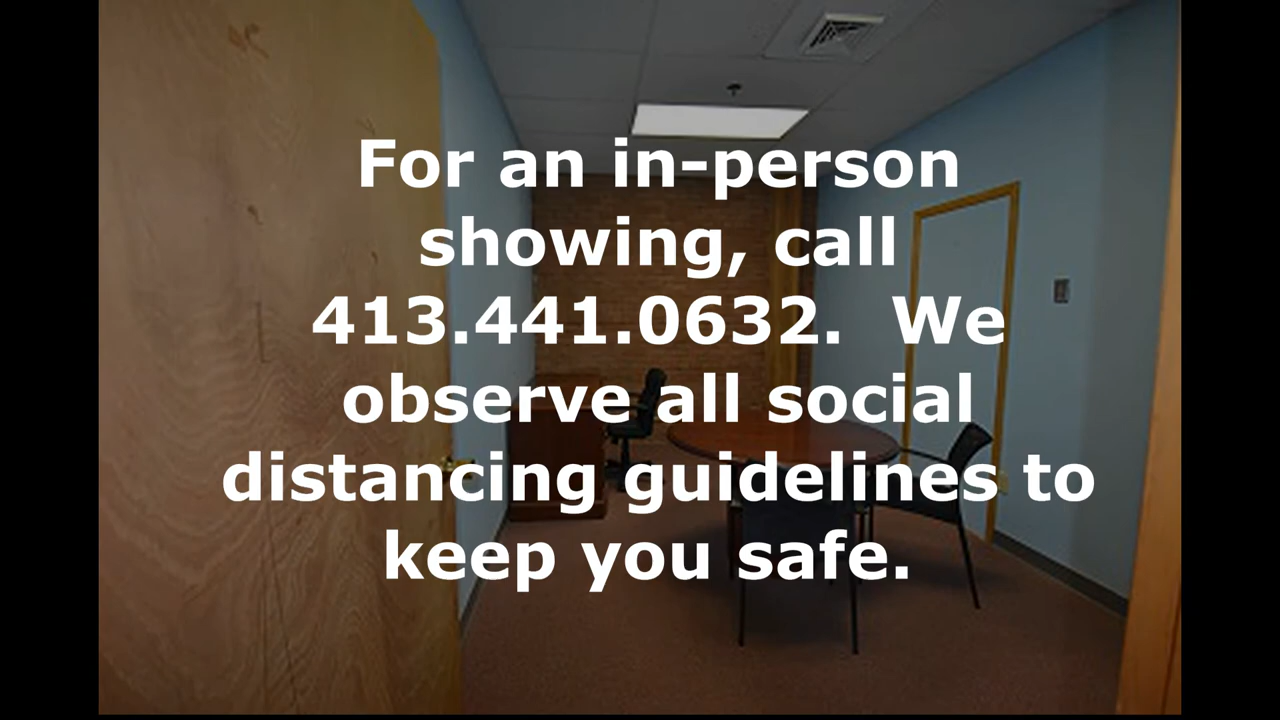 For an in-person
showing, call
413.441.0632.  We
observe all social
distancing guidelines to
keep you safe.